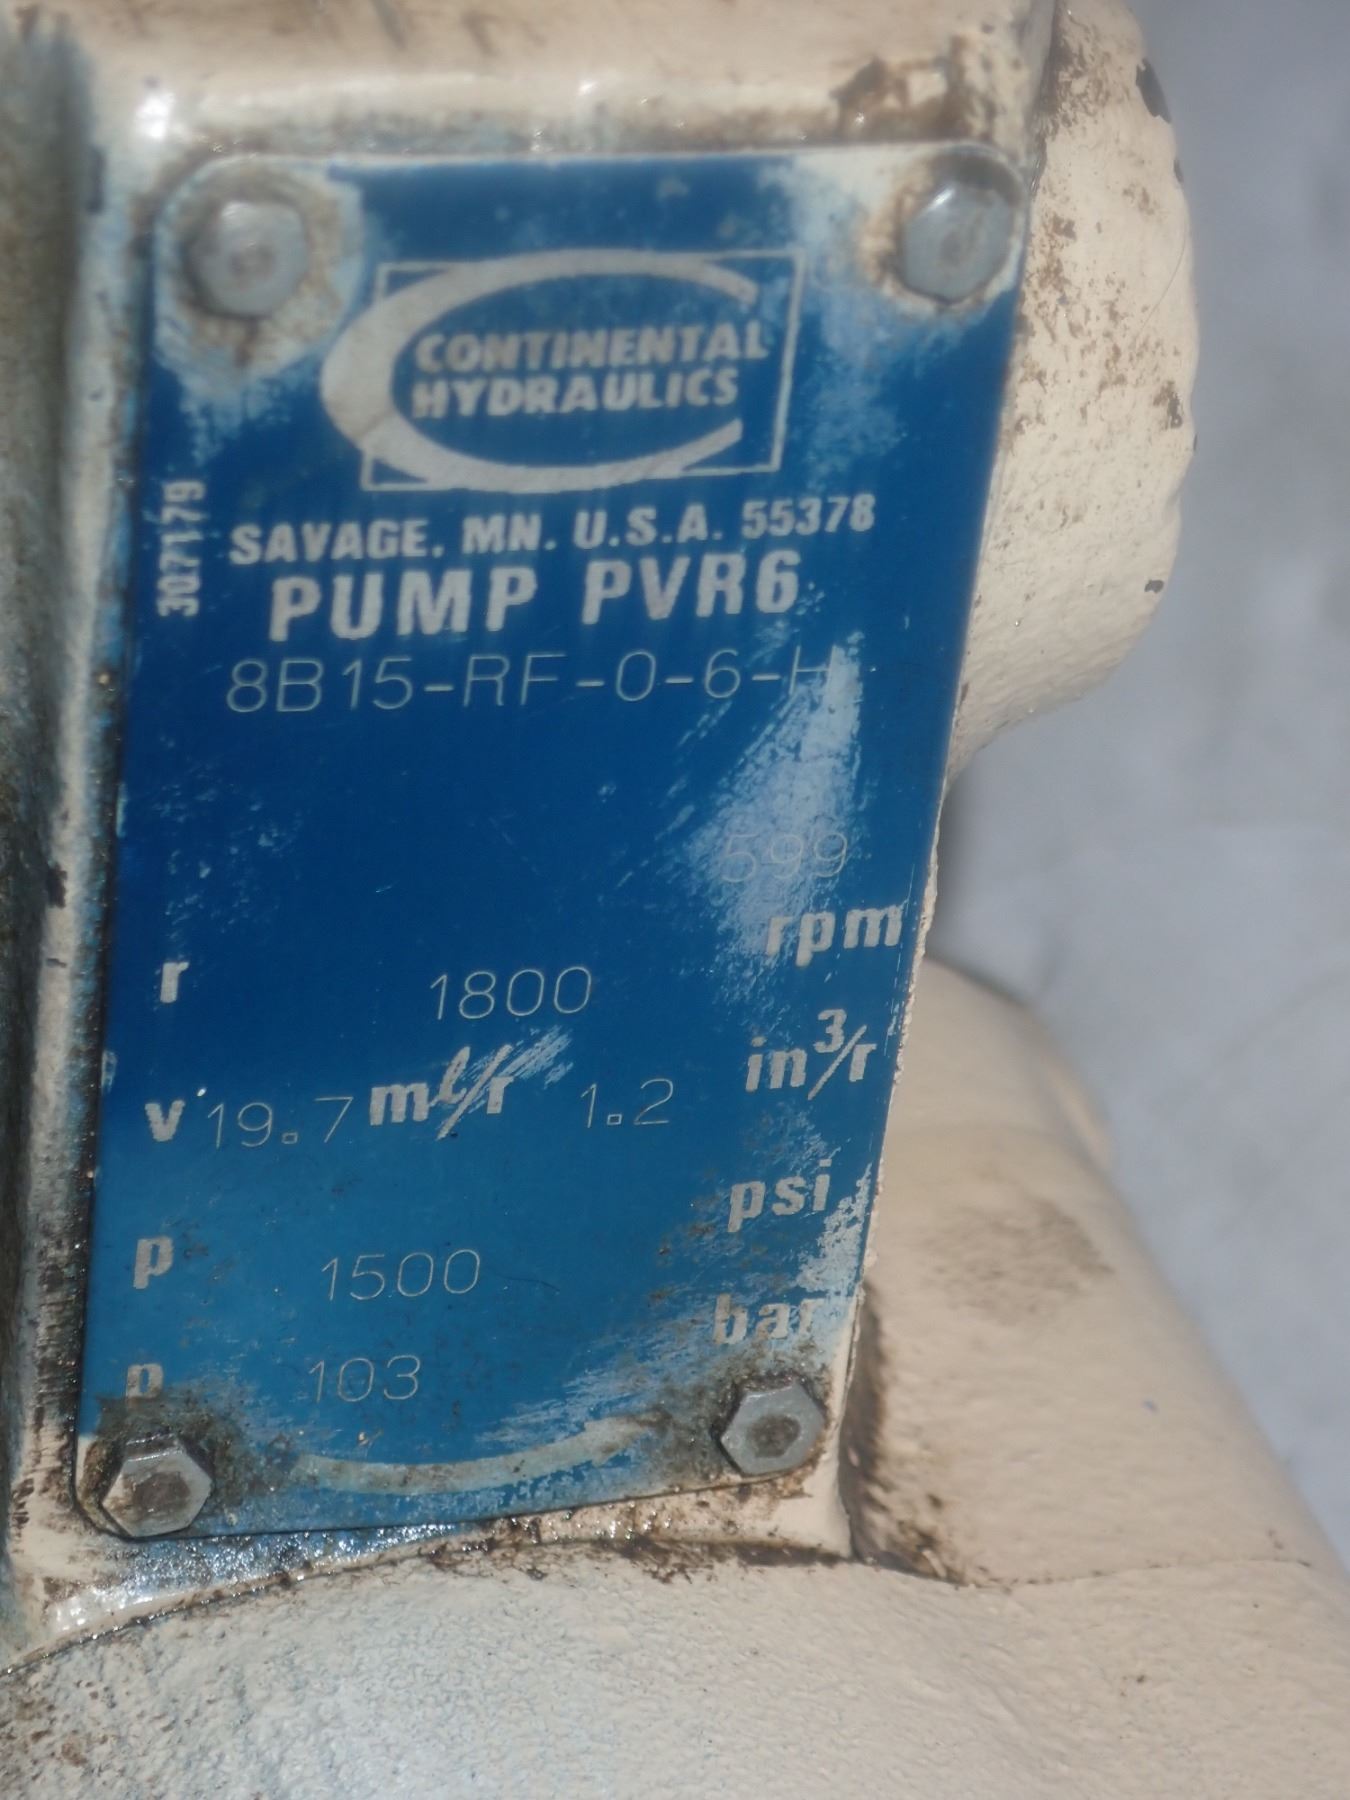 CONTINENTAL
HYDRAULICS
307179
SAVAGE, MN. U.S.A. 55378
PUMP PVR6
8B15-RF-0-6-H
599
r 1800 rpm
v 19.7 ml/r 1.2 in³/r
p 1500 psi
p 103 bar